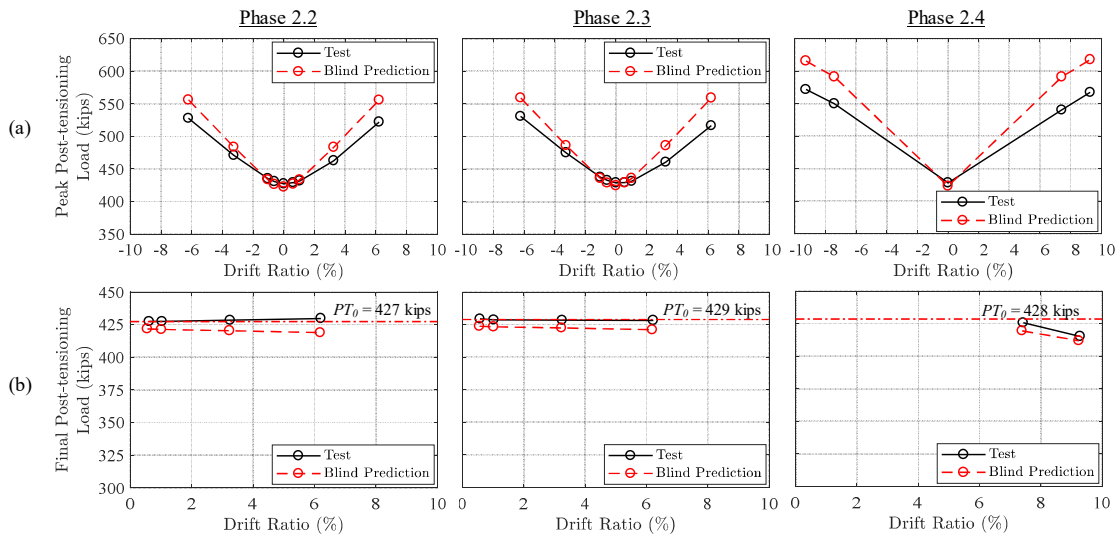 Phase 2.2
Phase 2.3
Phase 2.4
(a)
Peak Post-tensioning
Load (kips)
650
600
550
500
450
400
350
Test
Blind Prediction
-10 -8 -6 -4 -2 0 2 4 6 8 10
Drift Ratio (%)
Test
Blind Prediction
-10 -8 -6 -4 -2 0 2 4 6 8 10
Drift Ratio (%)
Test
Blind Prediction
-10 -8 -6 -4 -2 0 2 4 6 8 10
Drift Ratio (%)
(b)
Final Post-tensioning
Load (kips)
450
425
400
375
350
325
300
PT0 = 427 kips
Test
Blind Prediction
0 2 4 6 8 10
Drift Ratio (%)
PT0 = 429 kips
Test
Blind Prediction
0 2 4 6 8 10
Drift Ratio (%)
PT0 = 428 kips
Test
Blind Prediction
0 2 4 6 8 10
Drift Ratio (%)